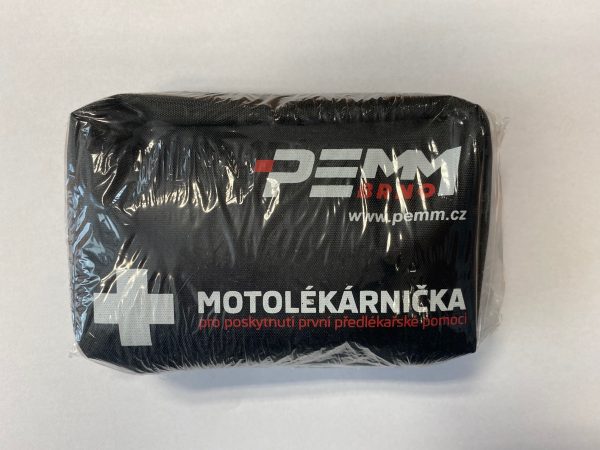 PEMM
BRNO
www.pemm.cz
MOTOLÉKÁRNIČKA
pro poskytnutí první předlékařské pomoci